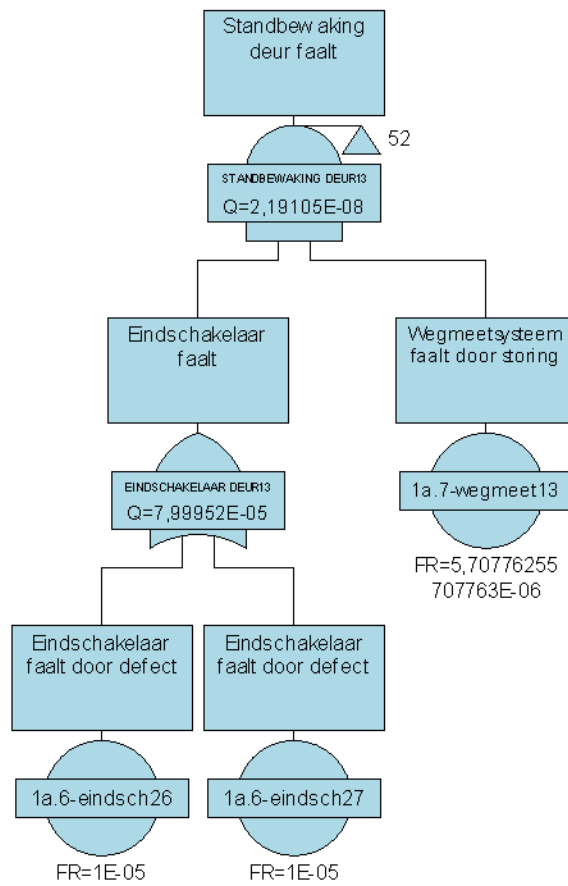 Standbewaking
deur faalt
52
STANDBEWAKING DEUR13
Q=2,19105E-08
Eindschakelaar
faalt
Wegmeetsysteem
faalt door storing
EINDSCHAKELAAR DEUR13
Q=7,99952E-05
1a.7-wegmeet13
FR=5,70776255
707763E-06
Eindschakelaar
faalt door defect
Eindschakelaar
faalt door defect
1a.6-eindsch26
1a.6-eindsch27
FR=1E-05
FR=1E-05